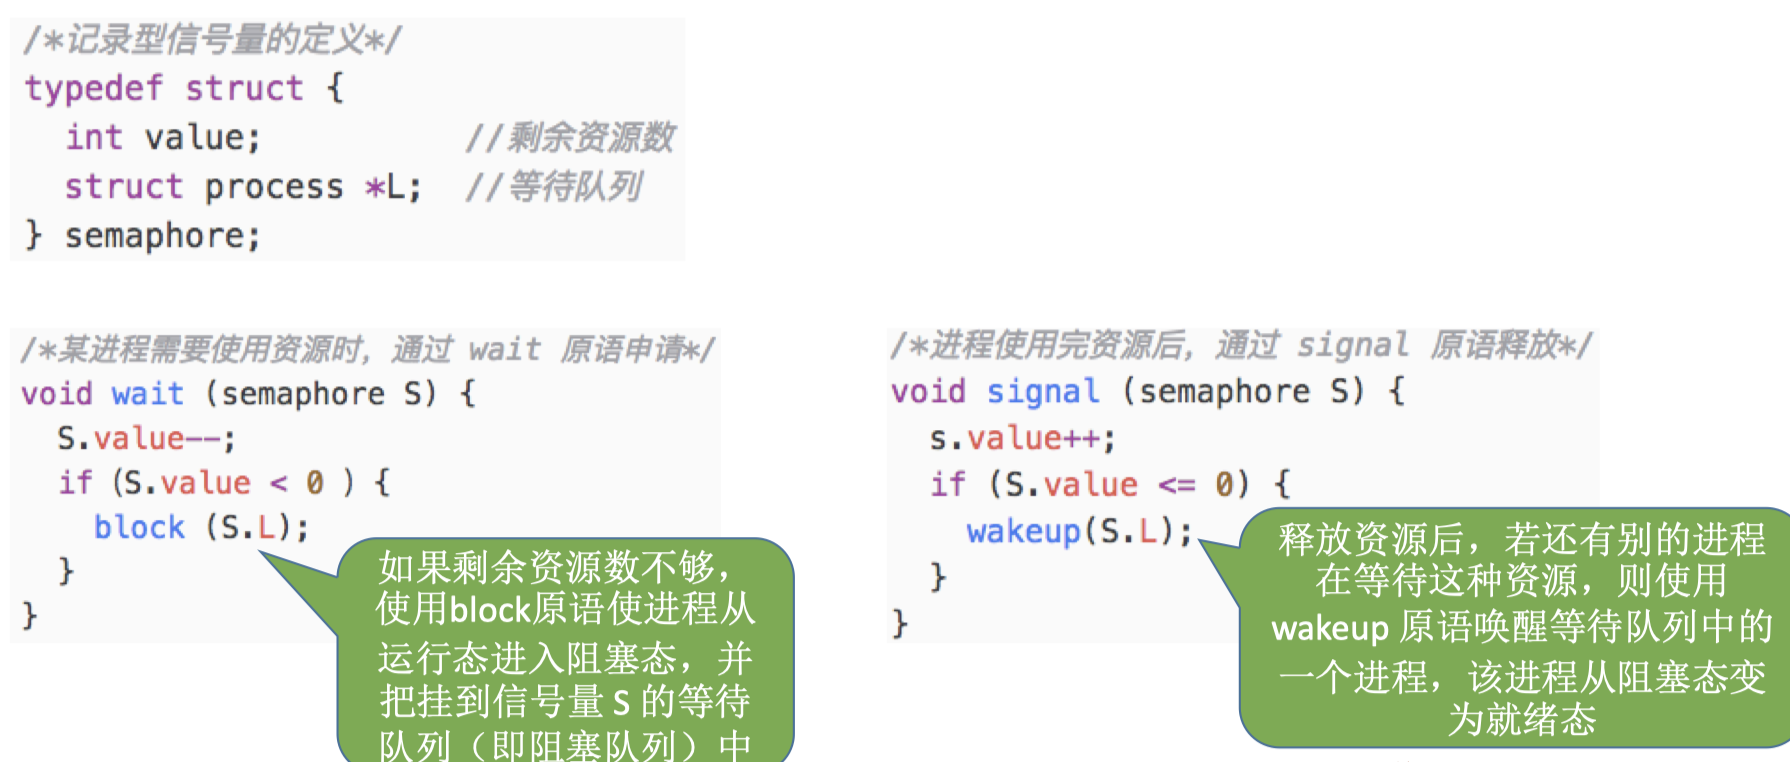 /*记录型信号量的定义*/
typedef struct {
int value; //剩余资源数
struct process *L; //等待队列
} semaphore;
/*某进程需要使用资源时，通过 wait 原语申请*/
void wait (semaphore S) {
S.value--;
if (S.value < 0 ) {
block (S.L);
}
}
如果剩余资源数不够，
使用block原语使进程从
运行态进入阻塞态，并
把挂到信号量 S 的等待
队列（即阻塞队列）中
/*进程使用完资源后，通过 signal 原语释放*/
void signal (semaphore S) {
s.value++;
if (S.value <= 0) {
wakeup(S.L);
}
}
释放资源后，若还有别的进程
在等待这种资源，则使用
wakeup 原语唤醒等待队列中的
一个进程，该进程从阻塞态变
为就绪态